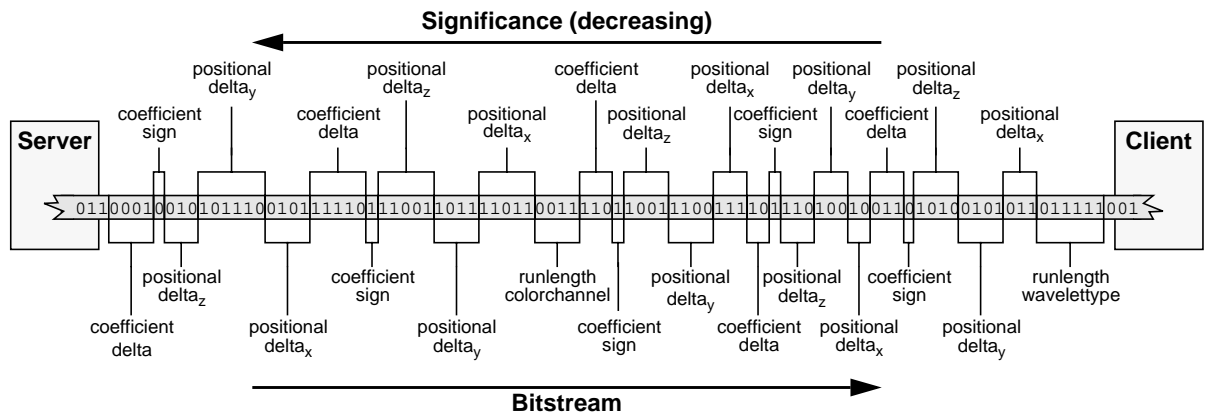 Significance (decreasing)
positional
delta_y
positional
delta_z
coefficient
delta
positional
delta_x
positional
delta_y
positional
delta_z
coefficient
sign
coefficient
delta
positional
delta_x
positional
delta_z
coefficient
sign
coefficient
delta
positional
delta_x
Server
Client
01100010010101110010111110111001101111011001111011001110011110111010010011010100101011011111001
positional
delta_z
coefficient
sign
runlength
colorchannel
positional
delta_y
positional
delta_z
coefficient
sign
runlength
wavelettype
coefficient
delta
positional
delta_x
positional
delta_y
coefficient
sign
coefficient
delta
positional
delta_x
positional
delta_y
Bitstream